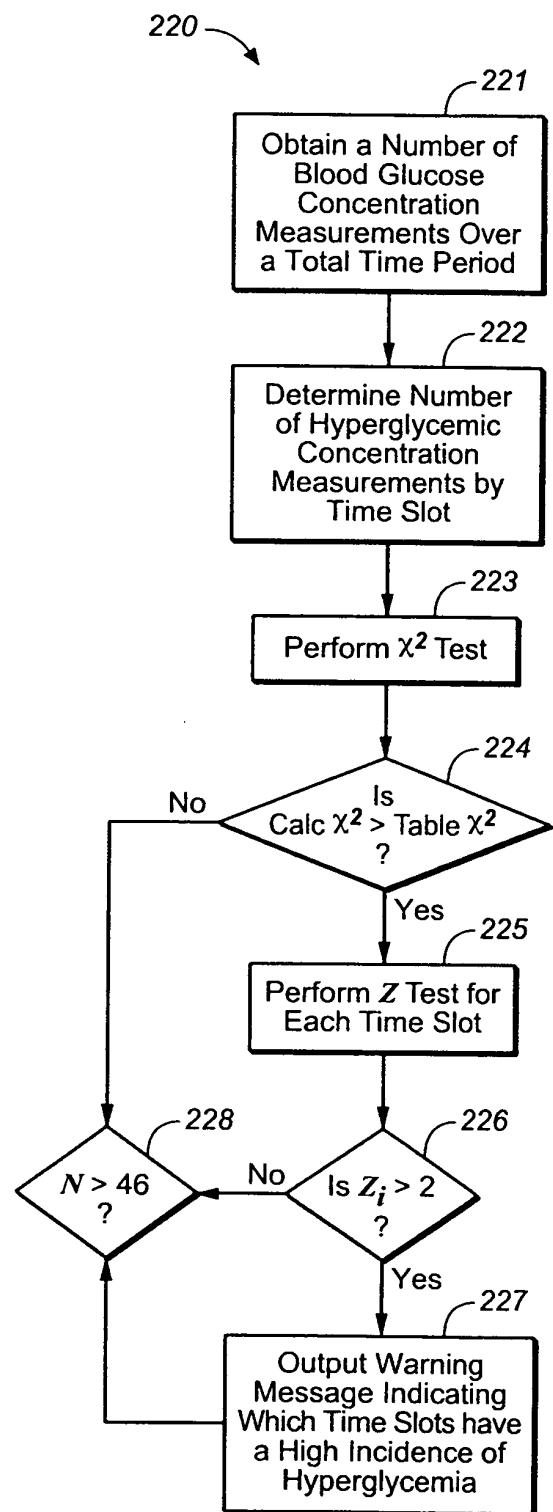 220
221
Obtain a Number of
Blood Glucose
Concentration
Measurements Over
a Total Time Period
222
Determine Number
of Hyperglycemic
Concentration
Measurements by
Time Slot
223
Perform χ² Test
224
Is
Calc χ² > Table χ²
?
No
Yes
225
Perform Z Test for
Each Time Slot
226
Is Zᵢ > 2
?
No
228
N > 46
?
Yes
227
Output Warning
Message Indicating
Which Time Slots have
a High Incidence of
Hyperglycemia